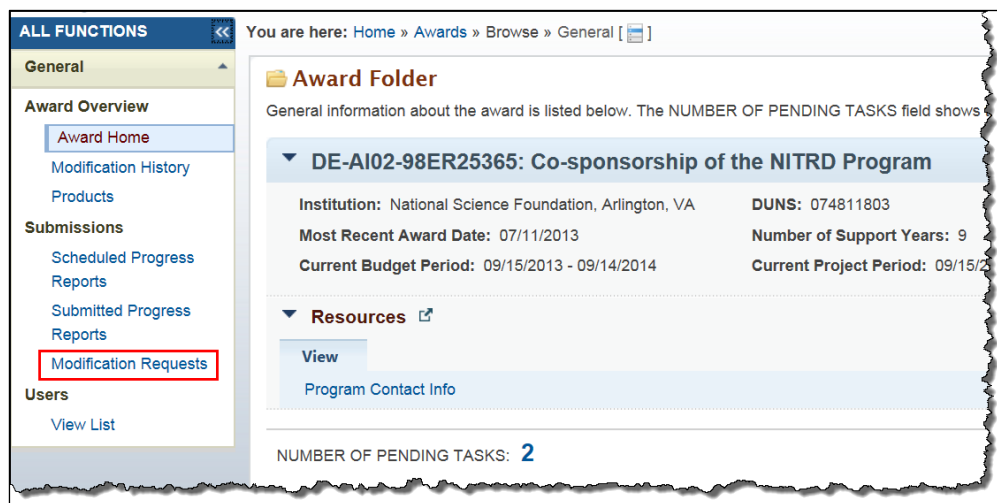 ALL FUNCTIONS
General
Award Overview
Award Home
Modification History
Products
Submissions
Scheduled Progress
Reports
Submitted Progress
Reports
Modification Requests
Users
View List
You are here: Home » Awards » Browse » General [ ]
Award Folder
General information about the award is listed below. The NUMBER OF PENDING TASKS field shows
DE-AI02-98ER25365: Co-sponsorship of the NITRD Program
Institution: National Science Foundation, Arlington, VA
DUNS: 074811803
Most Recent Award Date: 07/11/2013
Number of Support Years: 9
Current Budget Period: 09/15/2013 - 09/14/2014
Current Project Period: 09/15/2
Resources
View
Program Contact Info
NUMBER OF PENDING TASKS: 2